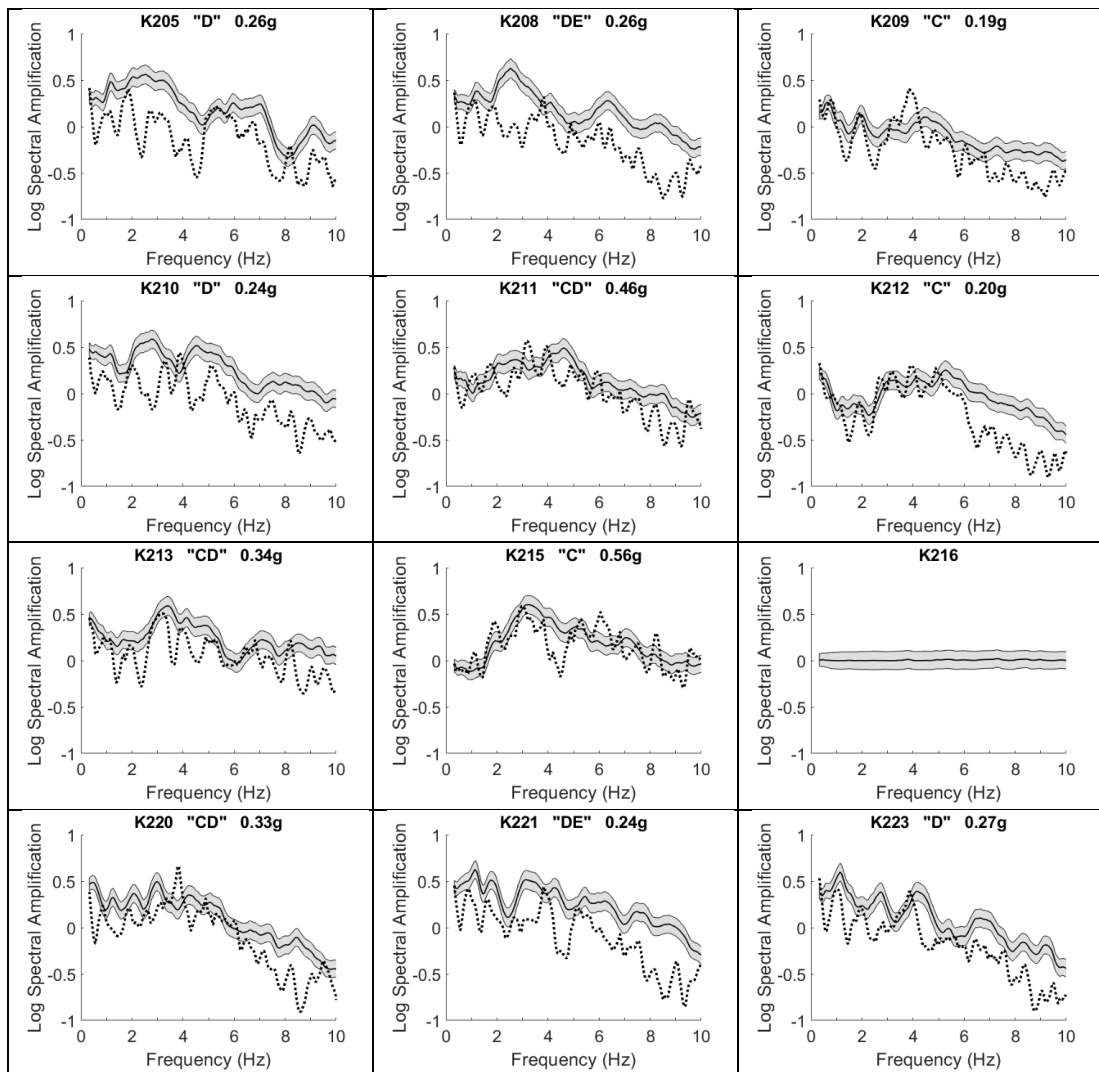 K205 "D" 0.26g
Log Spectral Amplification
1
0.5
0
-0.5
-1
0 2 4 6 8 10
Frequency (Hz)
K208 "DE" 0.26g
Log Spectral Amplification
1
0.5
0
-0.5
-1
0 2 4 6 8 10
Frequency (Hz)
K209 "C" 0.19g
Log Spectral Amplification
1
0.5
0
-0.5
-1
0 2 4 6 8 10
Frequency (Hz)
K210 "D" 0.24g
Log Spectral Amplification
1
0.5
0
-0.5
-1
0 2 4 6 8 10
Frequency (Hz)
K211 "CD" 0.46g
Log Spectral Amplification
1
0.5
0
-0.5
-1
0 2 4 6 8 10
Frequency (Hz)
K212 "C" 0.20g
Log Spectral Amplification
1
0.5
0
-0.5
-1
0 2 4 6 8 10
Frequency (Hz)
K213 "CD" 0.34g
Log Spectral Amplification
1
0.5
0
-0.5
-1
0 2 4 6 8 10
Frequency (Hz)
K215 "C" 0.56g
Log Spectral Amplification
1
0.5
0
-0.5
-1
0 2 4 6 8 10
Frequency (Hz)
K216
Log Spectral Amplification
1
0.5
0
-0.5
-1
0 2 4 6 8 10
Frequency (Hz)
K220 "CD" 0.33g
Log Spectral Amplification
1
0.5
0
-0.5
-1
0 2 4 6 8 10
Frequency (Hz)
K221 "DE" 0.24g
Log Spectral Amplification
1
0.5
0
-0.5
-1
0 2 4 6 8 10
Frequency (Hz)
K223 "D" 0.27g
Log Spectral Amplification
1
0.5
0
-0.5
-1
0 2 4 6 8 10
Frequency (Hz)